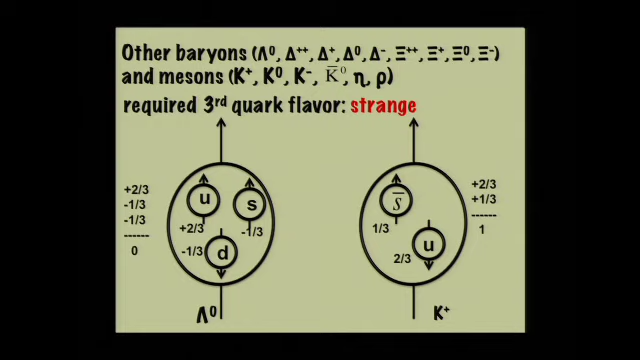 Other baryons (Λ⁰, Δ⁺⁺, Δ⁺, Δ⁰, Δ⁻, Ξ⁺⁺, Ξ⁺, Ξ⁰, Ξ⁻)
and mesons (K⁺, K⁰, K⁻, K̅⁰, η, ρ)
required 3rd quark flavor: strange
+2/3
-1/3
-1/3
------
0
u
s
+2/3
-1/3
-1/3
d
Λ⁰
s̅
1/3
u
2/3
K⁺
+2/3
+1/3
------
1